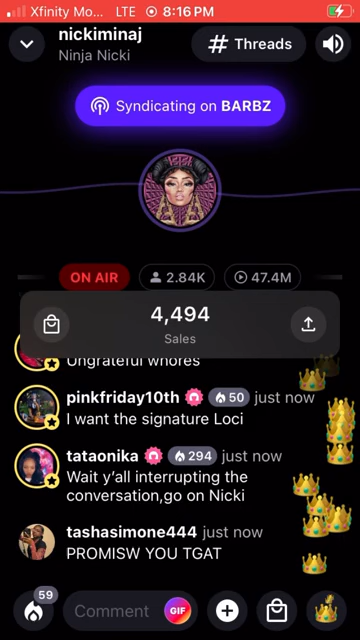 Xfinity Mo... LTE 8:16 PM
nickiminaj
Ninja Nicki
# Threads
Syndicating on BARBZ
ON AIR 2.84K 47.4M
4,494
Sales
Ungrateful whores
pinkfriday10th 50 just now
I want the signature Loci
tataonika 294 just now
Wait y'all interrupting the
conversation,go on Nicki
tashasimone444 just now
PROMISW YOU TGAT
59
Comment GIF